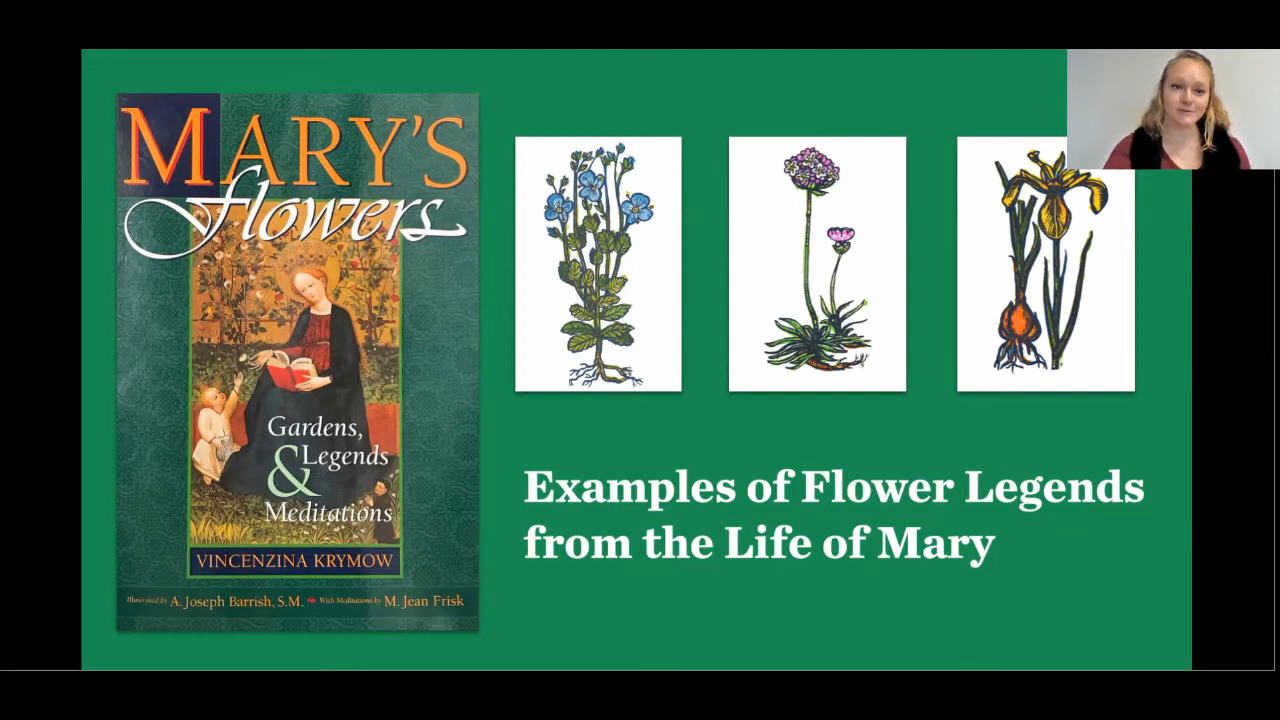 MARY'S
Flowers
Gardens,
& Legends
Meditations
VINCENZINA KRYMOW
Illustrated by A. Joseph Barrish, S.M. With Meditations by M. Jean Frisk
Examples of Flower Legends
from the Life of Mary